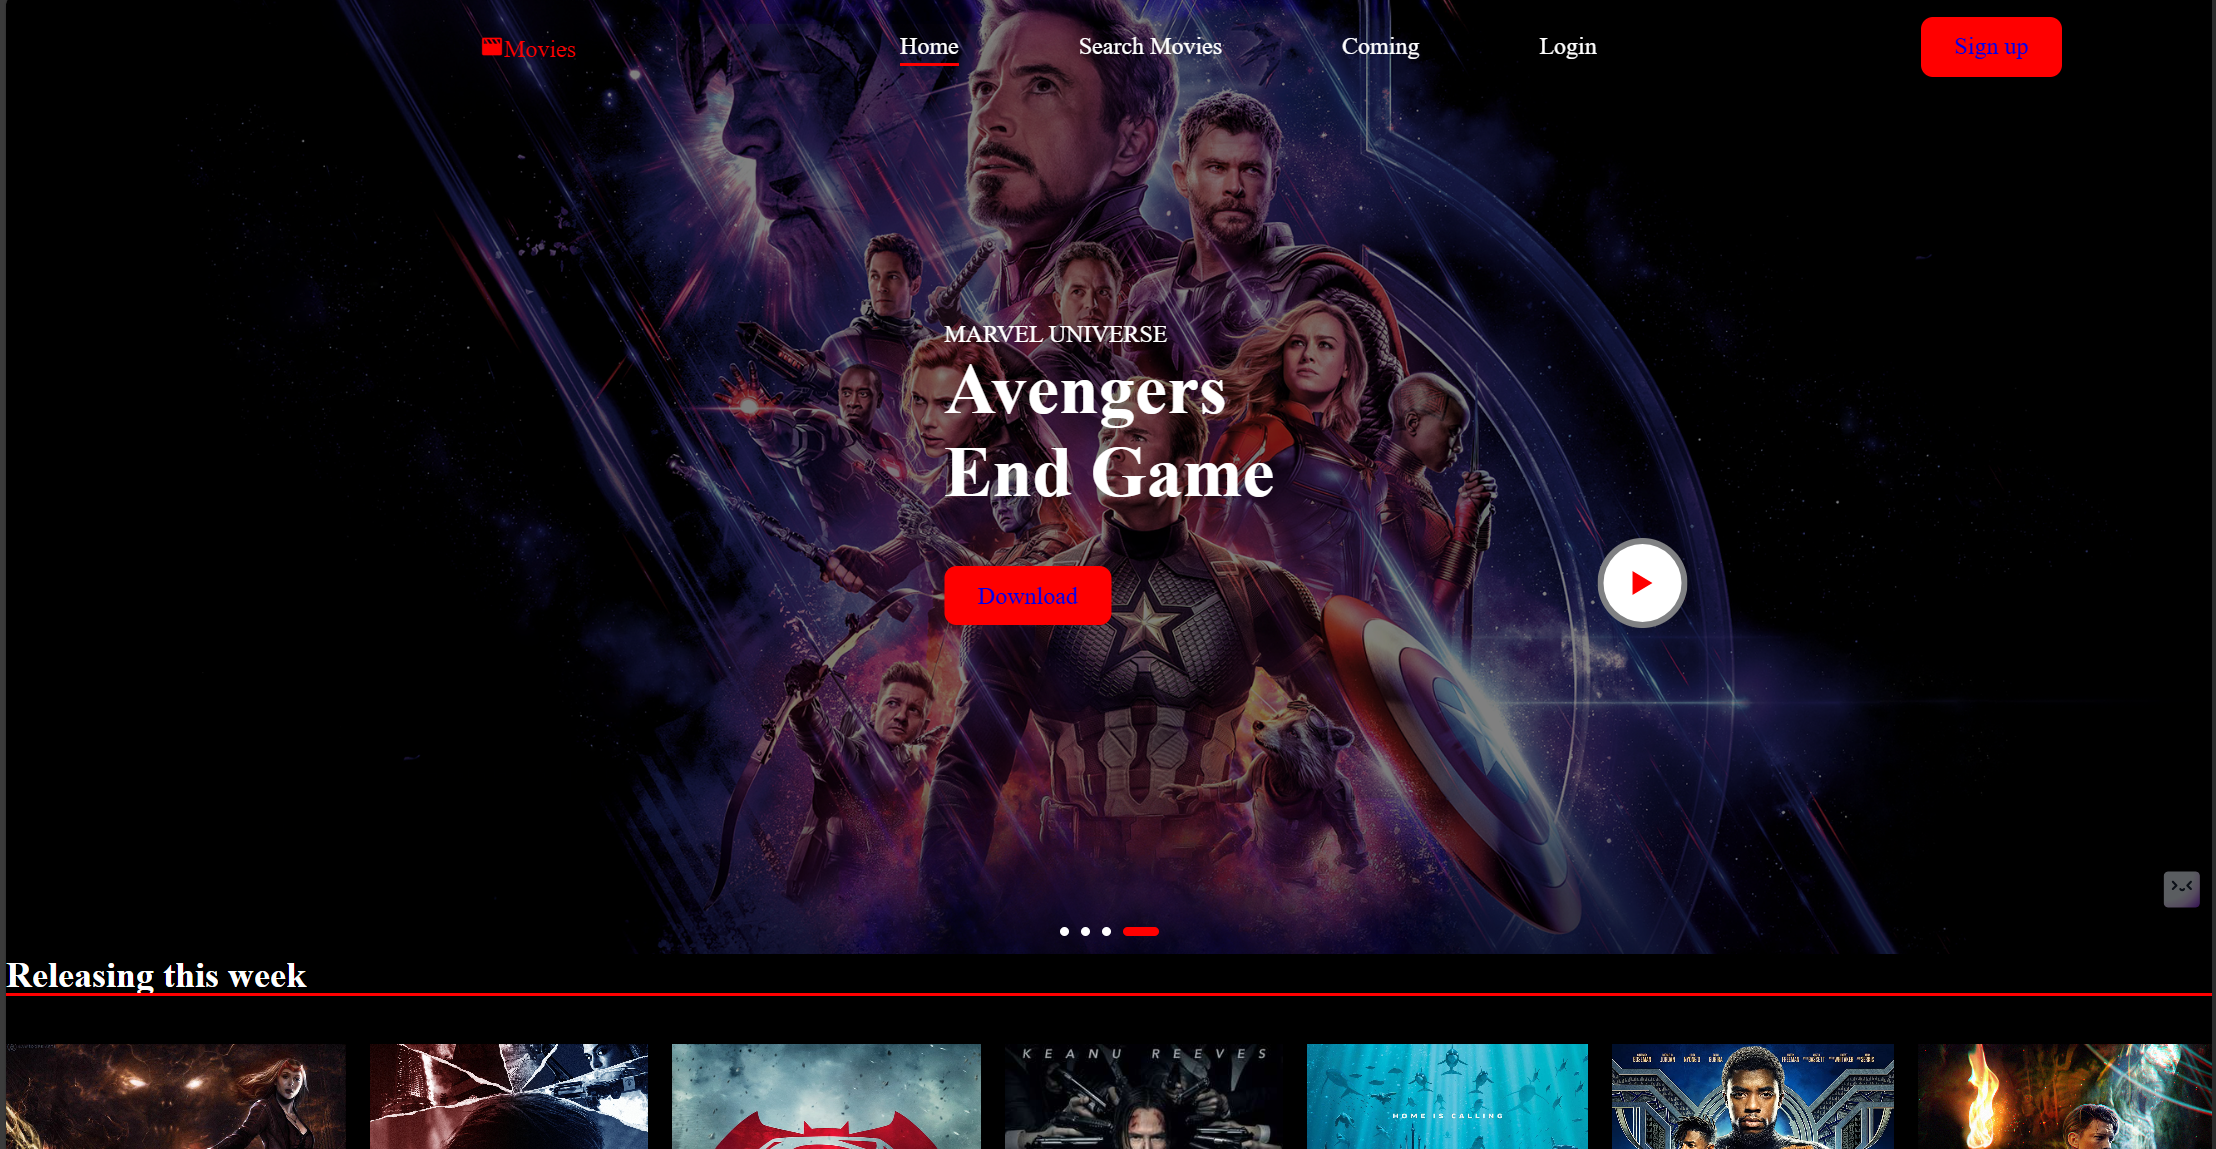 Movies
Home
Search Movies
Coming
Login
Sign up
MARVEL UNIVERSE
Avengers
End Game
Download
Releasing this week
KEANU REEVES
HOME IS CALLING